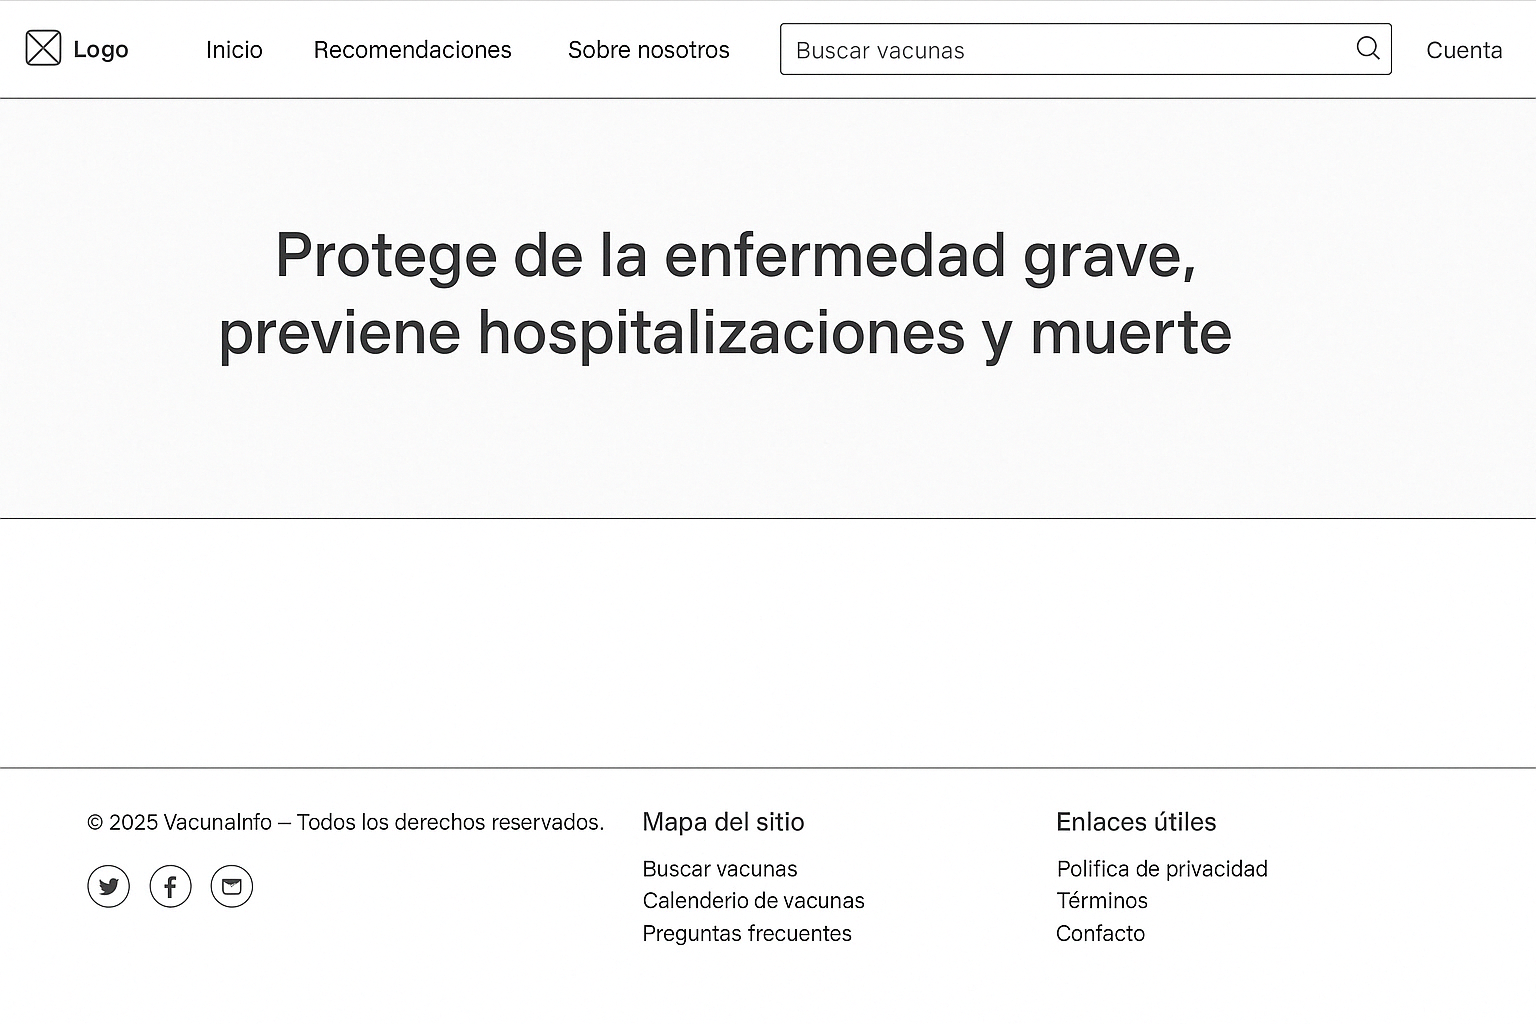 Logo
Inicio
Recomendaciones
Sobre nosotros
Buscar vacunas
Cuenta
Protege de la enfermedad grave,
previene hospitalizaciones y muerte
© 2025 VacunaInfo – Todos los derechos reservados.
Mapa del sitio
Buscar vacunas
Calenderio de vacunas
Preguntas frecuentes
Enlaces útiles
Polifica de privacidad
Términos
Contacto